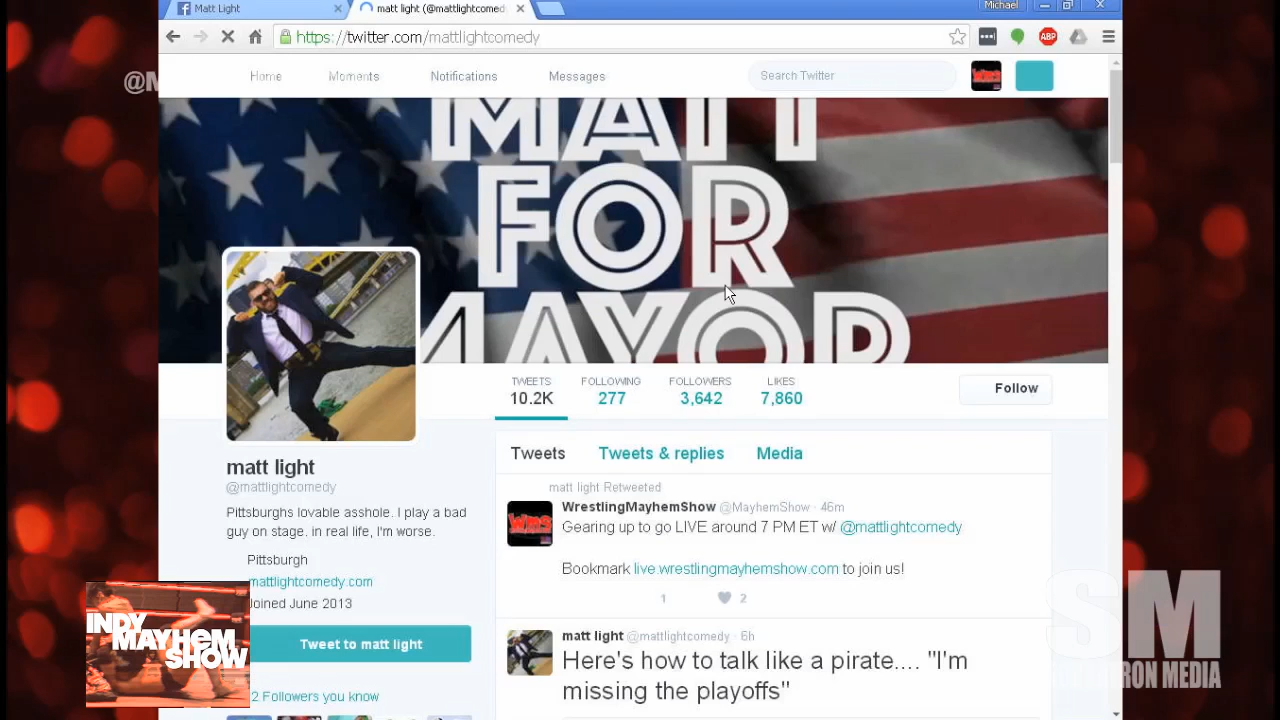 Matt Light
matt light (@mattlightcomed
Michael
https://twitter.com/mattlightcomedy
ABP
@M
Home
Moments
Notifications
Messages
Search Twitter
WMS
MATT
FOR
MAYOR
TWEETS
FOLLOWING
FOLLOWERS
LIKES
10.2K
277
3,642
7,860
Follow
matt light
@mattlightcomedy
Pittsburghs lovable asshole. I play a bad
guy on stage. in real life, I'm worse.
Pittsburgh
mattlightcomedy.com
Joined June 2013
Tweet to matt light
2 Followers you know
Tweets
Tweets & replies
Media
matt light Retweeted
WrestlingMayhemShow @MayhemShow · 46m
WMS
Gearing up to go LIVE around 7 PM ET w/ @mattlightcomedy
Bookmark live.wrestlingmayhemshow.com to join us!
1
2
matt light @mattlightcomedy · 6h
Here's how to talk like a pirate.... "I'm
missing the playoffs"
INDY
MAYHEM
SHOW
SM
RON MEDIA